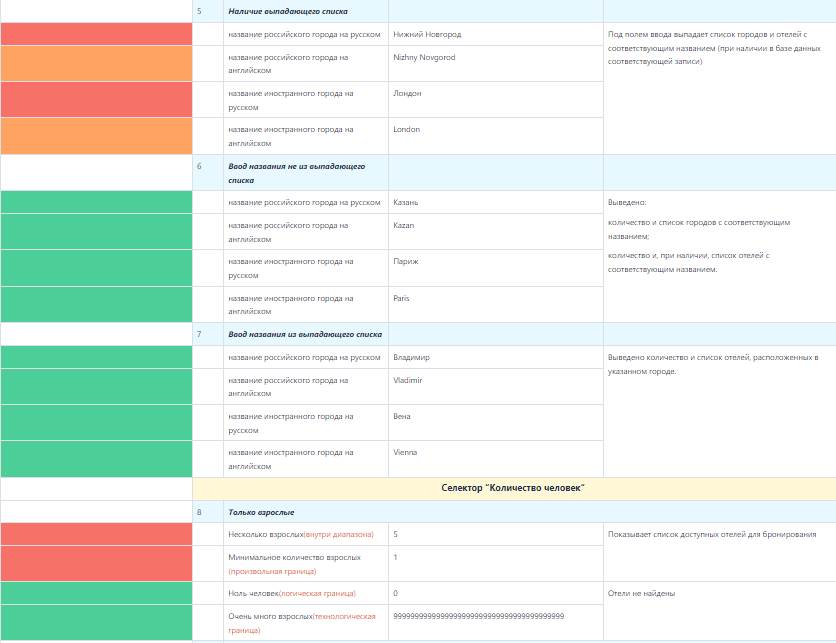 5 Наличие выпадающего списка
название российского города на русском Нижний Новгород Под полем ввода выпадает список городов и отелей с
соответствующим названием (при наличии в базе данных
соответствующей записи)
название российского города на Nizhny Novgorod
английском
название иностранного города на Лондон
русском
название иностранного города на London
английском
6 Ввод названия не из выпадающего
списка
название российского города на русском Казань Выведено:
название российского города на Kazan количество и список городов с соответствующим
английском названием;
название иностранного города на Париж количество и, при наличии, список отелей с
русском соответствующим названием.
название иностранного города на Paris
английском
7 Ввод названия из выпадающего списка
название российского города на русском Владимир Выведено количество и список отелей, расположенных в
указанном городе.
название российского города на Vladimir
английском
название иностранного города на Вена
русском
название иностранного города на Vienna
английском
Селектор "Количество человек"
8 Только взрослые
Несколько взрослых(внутри диапазона) 5 Показывает список доступных отелей для бронирования
Минимальное количество взрослых 1
(произвольная граница)
Ноль человек(логическая граница) 0 Отели не найдены
Очень много взрослых(технологическая
граница)